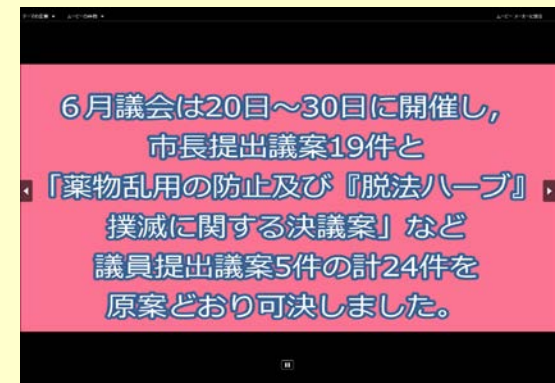 6月議会は20日～30日に開催し,
市長提出議案19件と
「薬物乱用の防止及び『脱法ハーブ』
撲滅に関する決議案」など
議員提出議案5件の計24件を
原案どおり可決しました。